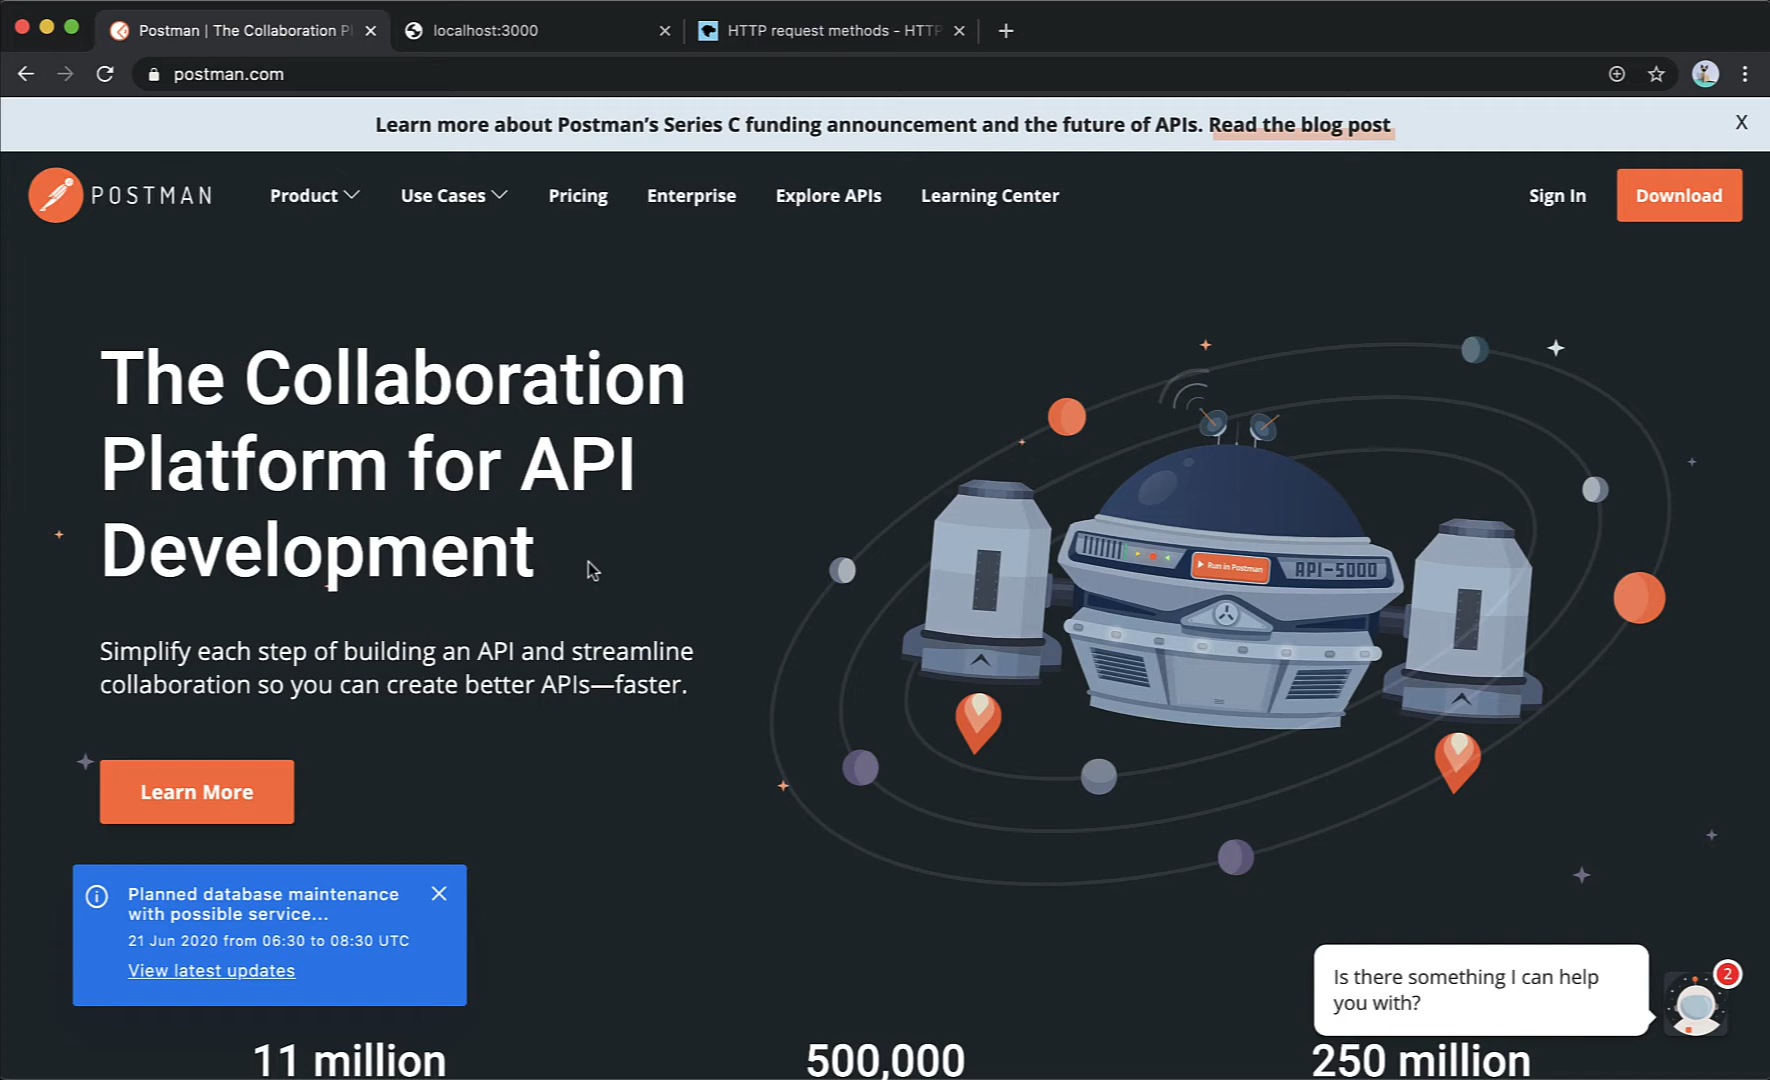 Postman | The Collaboration Pl
localhost:3000
HTTP request methods - HTTP
postman.com
Learn more about Postman's Series C funding announcement and the future of APIs. Read the blog post
X
POSTMAN
Product
Use Cases
Pricing
Enterprise
Explore APIs
Learning Center
Sign In
Download
The Collaboration
Platform for API
Development
Simplify each step of building an API and streamline
collaboration so you can create better APIs—faster.
Learn More
Run in Postman
API-5000
Planned database maintenance
with possible service...
21 Jun 2020 from 06:30 to 08:30 UTC
View latest updates
Is there something I can help
you with?
2
11 million
500,000
250 million